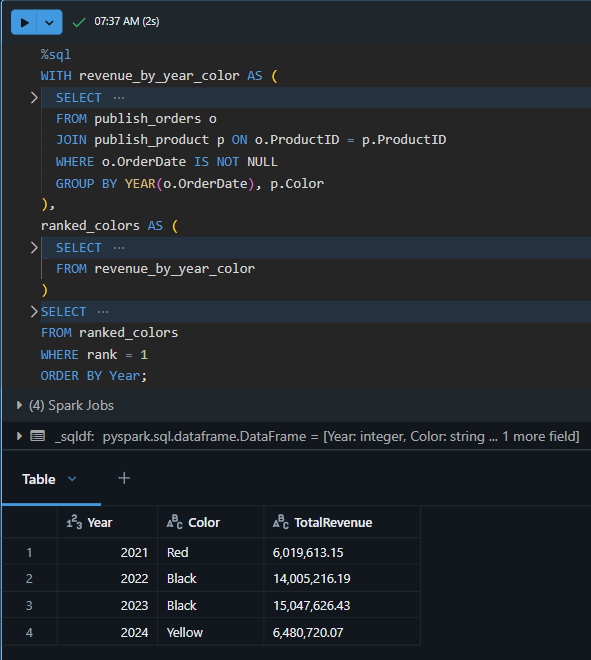 07:37 AM (2s)
%sql
WITH revenue_by_year_color AS (
SELECT ...
FROM publish_orders o
JOIN publish_product p ON o.ProductID = p.ProductID
WHERE o.OrderDate IS NOT NULL
GROUP BY YEAR(o.OrderDate), p.Color
),
ranked_colors AS (
SELECT ...
FROM revenue_by_year_color
)
SELECT ...
FROM ranked_colors
WHERE rank = 1
ORDER BY Year;
(4) Spark Jobs
_sqldf: pyspark.sql.dataframe.DataFrame = [Year: integer, Color: string ... 1 more field]
Table +
123 Year ABC Color ABC TotalRevenue
1 2021 Red 6,019,613.15
2 2022 Black 14,005,216.19
3 2023 Black 15,047,626.43
4 2024 Yellow 6,480,720.07